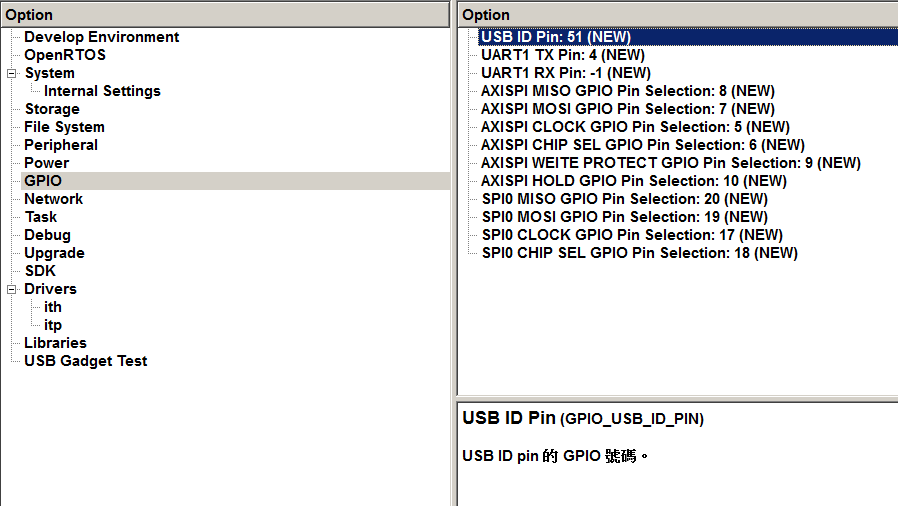 Option
Develop Environment
OpenRTOS
System
Internal Settings
Storage
File System
Peripheral
Power
GPIO
Network
Task
Debug
Upgrade
SDK
Drivers
ith
itp
Libraries
USB Gadget Test
Option
USB ID Pin: 51 (NEW)
UART1 TX Pin: 4 (NEW)
UART1 RX Pin: -1 (NEW)
AXISPI MISO GPIO Pin Selection: 8 (NEW)
AXISPI MOSI GPIO Pin Selection: 7 (NEW)
AXISPI CLOCK GPIO Pin Selection: 5 (NEW)
AXISPI CHIP SEL GPIO Pin Selection: 6 (NEW)
AXISPI WEITE PROTECT GPIO Pin Selection: 9 (NEW)
AXISPI HOLD GPIO Pin Selection: 10 (NEW)
SPI0 MISO GPIO Pin Selection: 20 (NEW)
SPI0 MOSI GPIO Pin Selection: 19 (NEW)
SPI0 CLOCK GPIO Pin Selection: 17 (NEW)
SPI0 CHIP SEL GPIO Pin Selection: 18 (NEW)
USB ID Pin (GPIO_USB_ID_PIN)
USB ID pin 的 GPIO 號碼。